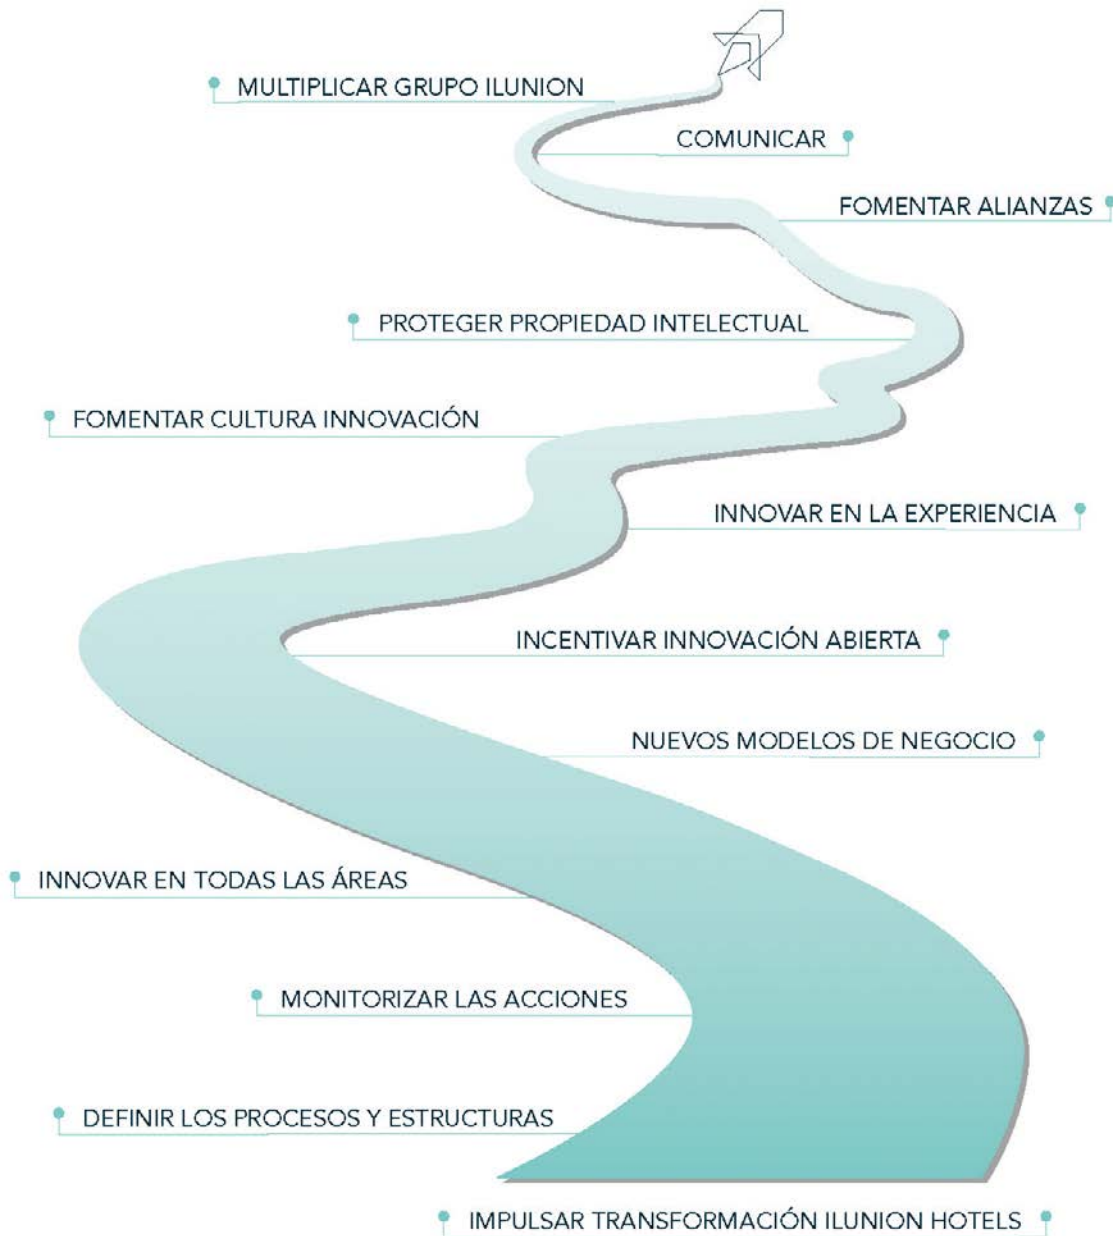 MULTIPLICAR GRUPO ILUNION
COMUNICAR
FOMENTAR ALIANZAS
PROTEGER PROPIEDAD INTELECTUAL
FOMENTAR CULTURA INNOVACIÓN
INNOVAR EN LA EXPERIENCIA
INCENTIVAR INNOVACIÓN ABIERTA
NUEVOS MODELOS DE NEGOCIO
INNOVAR EN TODAS LAS ÁREAS
MONITORIZAR LAS ACCIONES
DEFINIR LOS PROCESOS Y ESTRUCTURAS
IMPULSAR TRANSFORMACIÓN ILUNION HOTELS